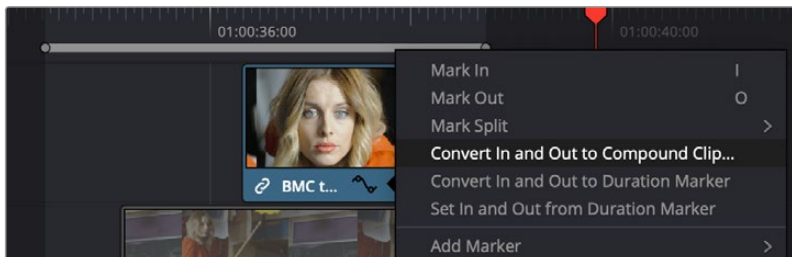 01:00:36:00
01:00:40:00
Mark In I
Mark Out O
Mark Split >
Convert In and Out to Compound Clip...
Convert In and Out to Duration Marker
Set In and Out from Duration Marker
Add Marker >
BMC t...